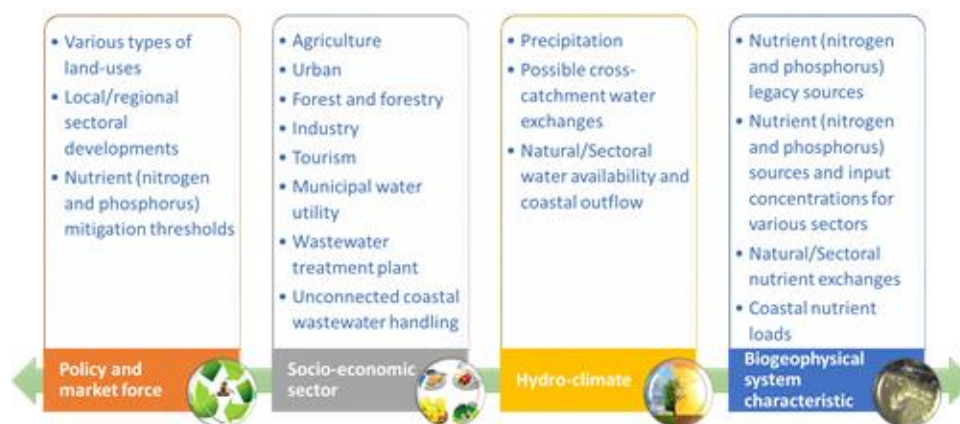 • Various types of
land-uses
• Local/regional
sectoral
developments
• Nutrient (nitrogen
and phosphorus)
mitigation thresholds
Policy and
market force
• Agriculture
• Urban
• Forest and forestry
• Industry
• Tourism
• Municipal water
utility
• Wastewater
treatment plant
• Unconnected coastal
wastewater handling
Socio-economic
sector
• Precipitation
• Possible cross-
catchment water
exchanges
• Natural/Sectoral
water availability and
coastal outflow
Hydro-climate
• Nutrient (nitrogen
and phosphorus)
legacy sources
• Nutrient (nitrogen
and phosphorus)
sources and input
concentrations for
various sectors
• Natural/Sectoral
nutrient exchanges
• Coastal nutrient
loads
Biogeophysical
system
characteristic